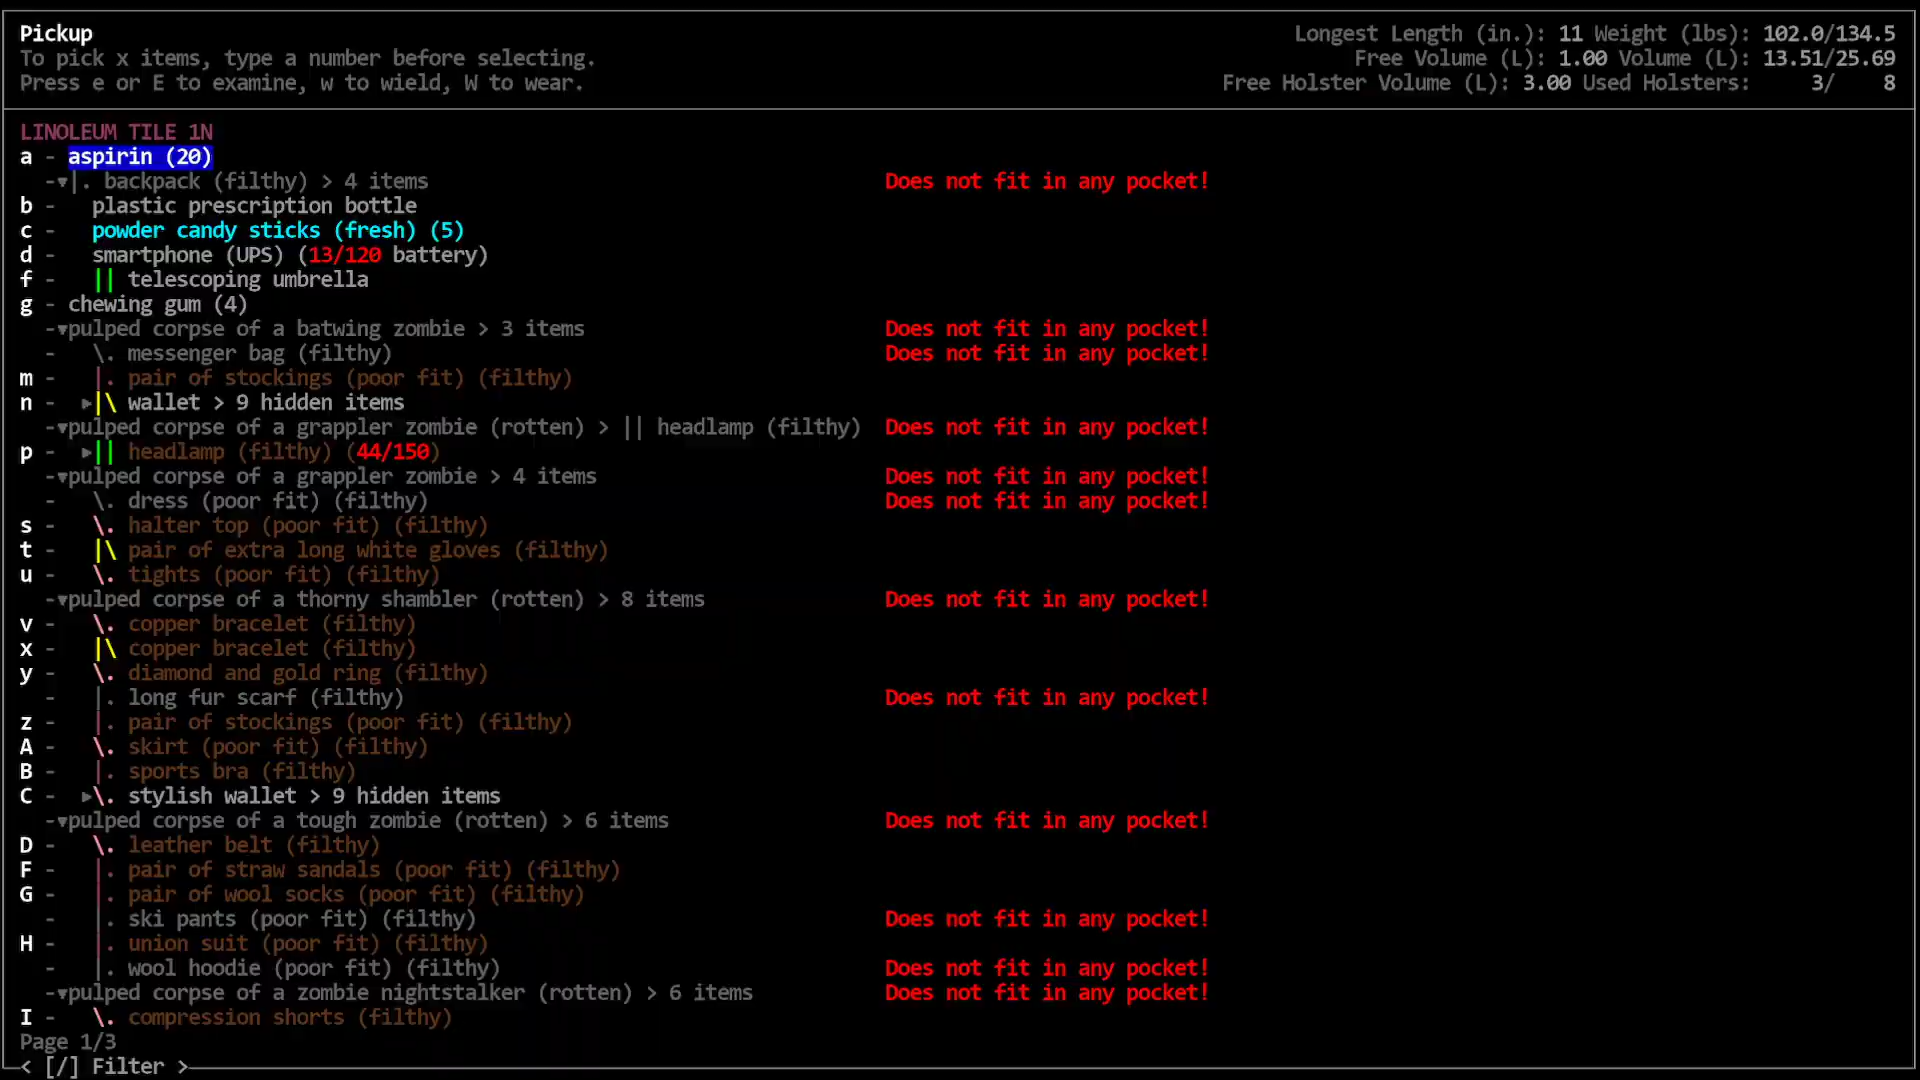 Pickup
To pick x items, type a number before selecting.
Press e or E to examine, w to wield, W to wear.
Longest Length (in.): 11 Weight (lbs): 102.0/134.5
Free Volume (L): 1.00 Volume (L): 13.51/25.69
Free Holster Volume (L): 3.00 Used Holsters: 3/ 8
LINOLEUM TILE 1N
a - aspirin (20)
-▾|. backpack (filthy) > 4 items Does not fit in any pocket!
b - plastic prescription bottle
c - powder candy sticks (fresh) (5)
d - smartphone (UPS) (13/120 battery)
f - || telescoping umbrella
g - chewing gum (4)
-▾pulped corpse of a batwing zombie > 3 items Does not fit in any pocket!
- \. messenger bag (filthy) Does not fit in any pocket!
m - |. pair of stockings (poor fit) (filthy)
n - ▸|\ wallet > 9 hidden items
-▾pulped corpse of a grappler zombie (rotten) > || headlamp (filthy) Does not fit in any pocket!
p - ▸|| headlamp (filthy) (44/150)
-▾pulped corpse of a grappler zombie > 4 items Does not fit in any pocket!
- \. dress (poor fit) (filthy) Does not fit in any pocket!
s - \. halter top (poor fit) (filthy)
t - |\ pair of extra long white gloves (filthy)
u - \. tights (poor fit) (filthy)
-▾pulped corpse of a thorny shambler (rotten) > 8 items Does not fit in any pocket!
v - \. copper bracelet (filthy)
x - |\ copper bracelet (filthy)
y - \. diamond and gold ring (filthy)
- |. long fur scarf (filthy) Does not fit in any pocket!
z - |. pair of stockings (poor fit) (filthy)
A - \. skirt (poor fit) (filthy)
B - |. sports bra (filthy)
C - ▸\. stylish wallet > 9 hidden items
-▾pulped corpse of a tough zombie (rotten) > 6 items Does not fit in any pocket!
D - \. leather belt (filthy)
F - |. pair of straw sandals (poor fit) (filthy)
G - |. pair of wool socks (poor fit) (filthy)
- |. ski pants (poor fit) (filthy) Does not fit in any pocket!
H - |. union suit (poor fit) (filthy)
- |. wool hoodie (poor fit) (filthy) Does not fit in any pocket!
-▾pulped corpse of a zombie nightstalker (rotten) > 6 items Does not fit in any pocket!
I - \. compression shorts (filthy)
Page 1/3
< [/] Filter >